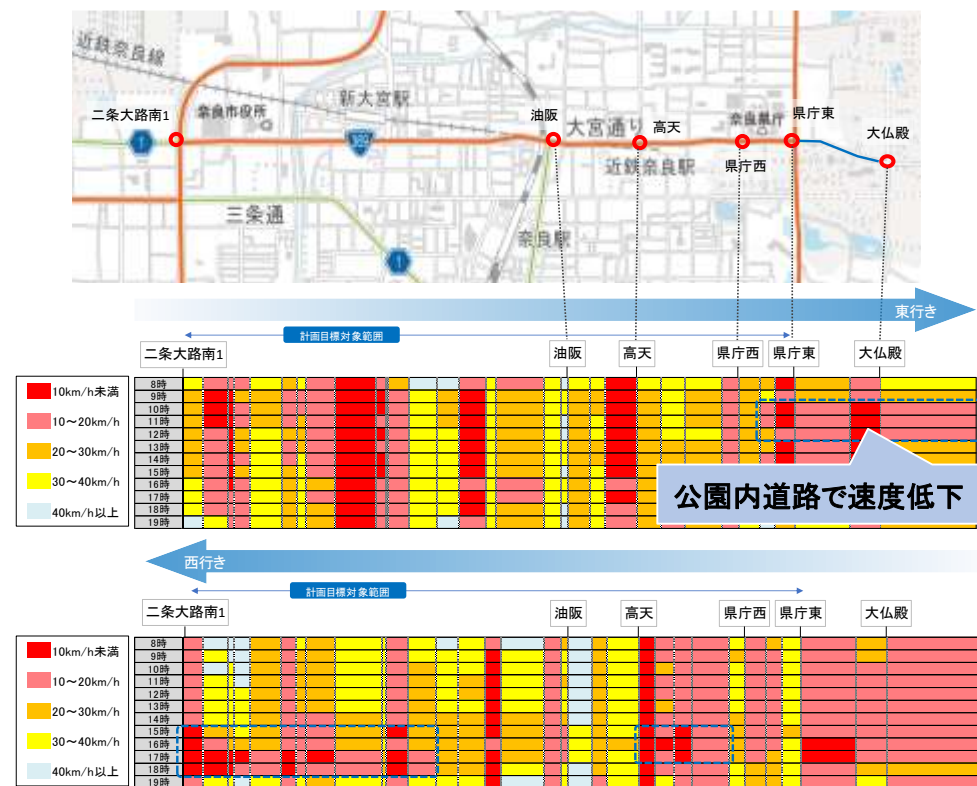 近鉄奈良線
二条大路南1
奈良市役所
新大宮駅
油阪
大宮通り
高天
奈良県庁
県庁東
大仏殿
1
369
近鉄奈良駅
県庁西
三条通
奈良駅
1
東行き
計画目標対象範囲
二条大路南1
油阪
高天
県庁西
県庁東
大仏殿
10km/h未満
10~20km/h
20~30km/h
30~40km/h
40km/h以上
8時
9時
10時
11時
12時
13時
14時
15時
16時
17時
18時
19時
公園内道路で速度低下
西行き
計画目標対象範囲
二条大路南1
油阪
高天
県庁西
県庁東
大仏殿
10km/h未満
10~20km/h
20~30km/h
30~40km/h
40km/h以上
8時
9時
10時
11時
12時
13時
14時
15時
16時
17時
18時
19時